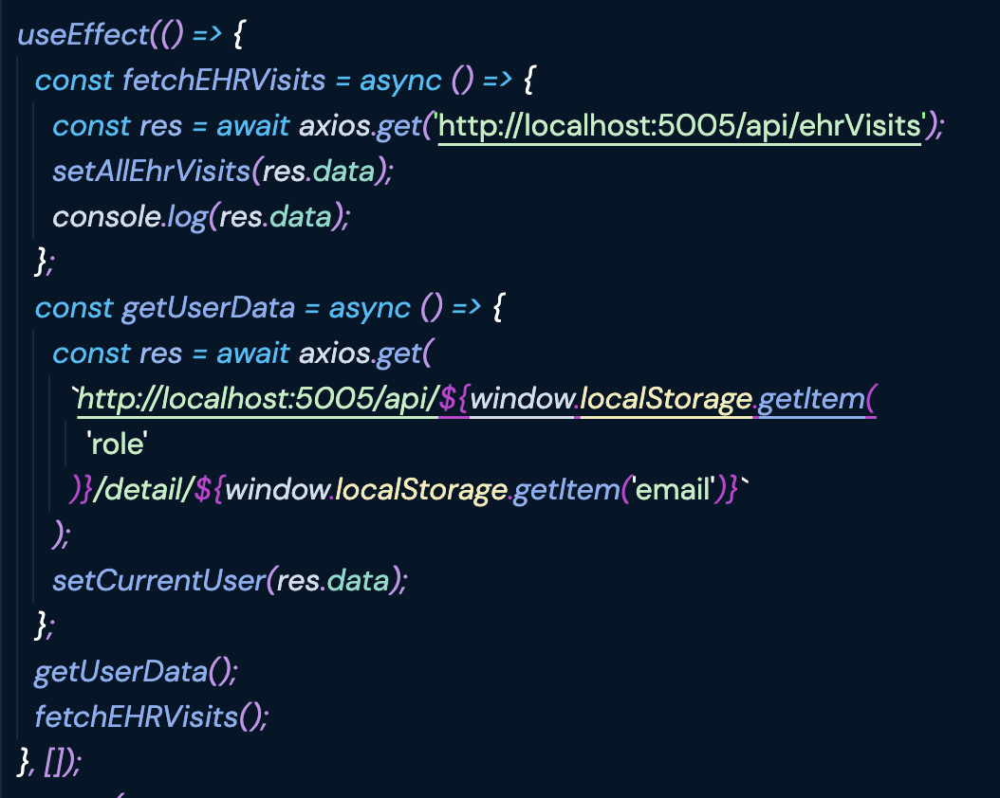 useEffect(() => {
const fetchEHRVisits = async () => {
const res = await axios.get('http://localhost:5005/api/ehrVisits');
setAllEhrVisits(res.data);
console.log(res.data);
};
const getUserData = async () => {
const res = await axios.get(
`http://localhost:5005/api/${window.localStorage.getItem(
'role'
)}/detail/${window.localStorage.getItem('email')}`
);
setCurrentUser(res.data);
};
getUserData();
fetchEHRVisits();
}, []);